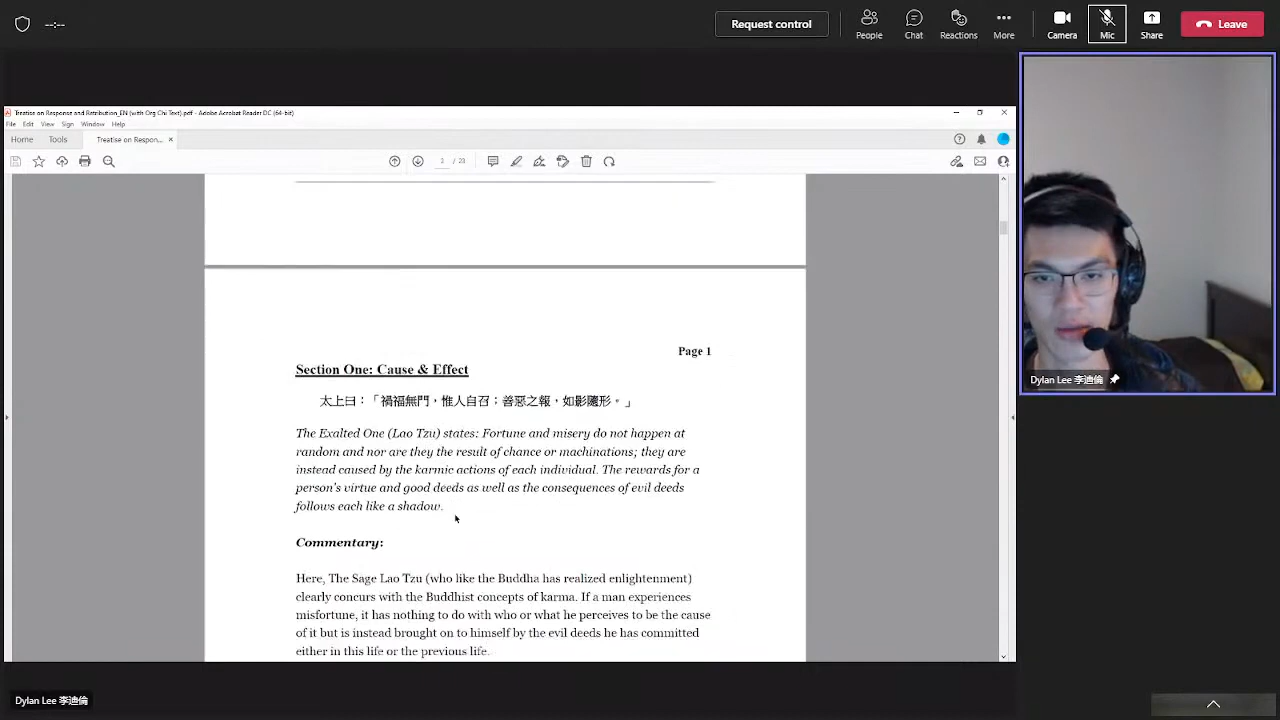 --:--
Request control
People
Chat
Reactions
More
Camera
Mic
Share
Leave
Treatise on Response and Retribution_EN (with Org Chi Text).pdf - Adobe Acrobat Reader DC (64-bit)
File Edit View Sign Window Help
Home Tools Treatise on Respon... ×
/ 23
Page 1
Section One: Cause & Effect
太上曰：「禍福無門，惟人自召；善惡之報，如影隨形。」
The Exalted One (Lao Tzu) states: Fortune and misery do not happen at
random and nor are they the result of chance or machinations; they are
instead caused by the karmic actions of each individual. The rewards for a
person's virtue and good deeds as well as the consequences of evil deeds
follows each like a shadow.
Commentary:
Here, The Sage Lao Tzu (who like the Buddha has realized enlightenment)
clearly concurs with the Buddhist concepts of karma. If a man experiences
misfortune, it has nothing to do with who or what he perceives to be the cause
of it but is instead brought on to himself by the evil deeds he has committed
either in this life or the previous life.
Dylan Lee 李迪倫
Dylan Lee 李迪倫